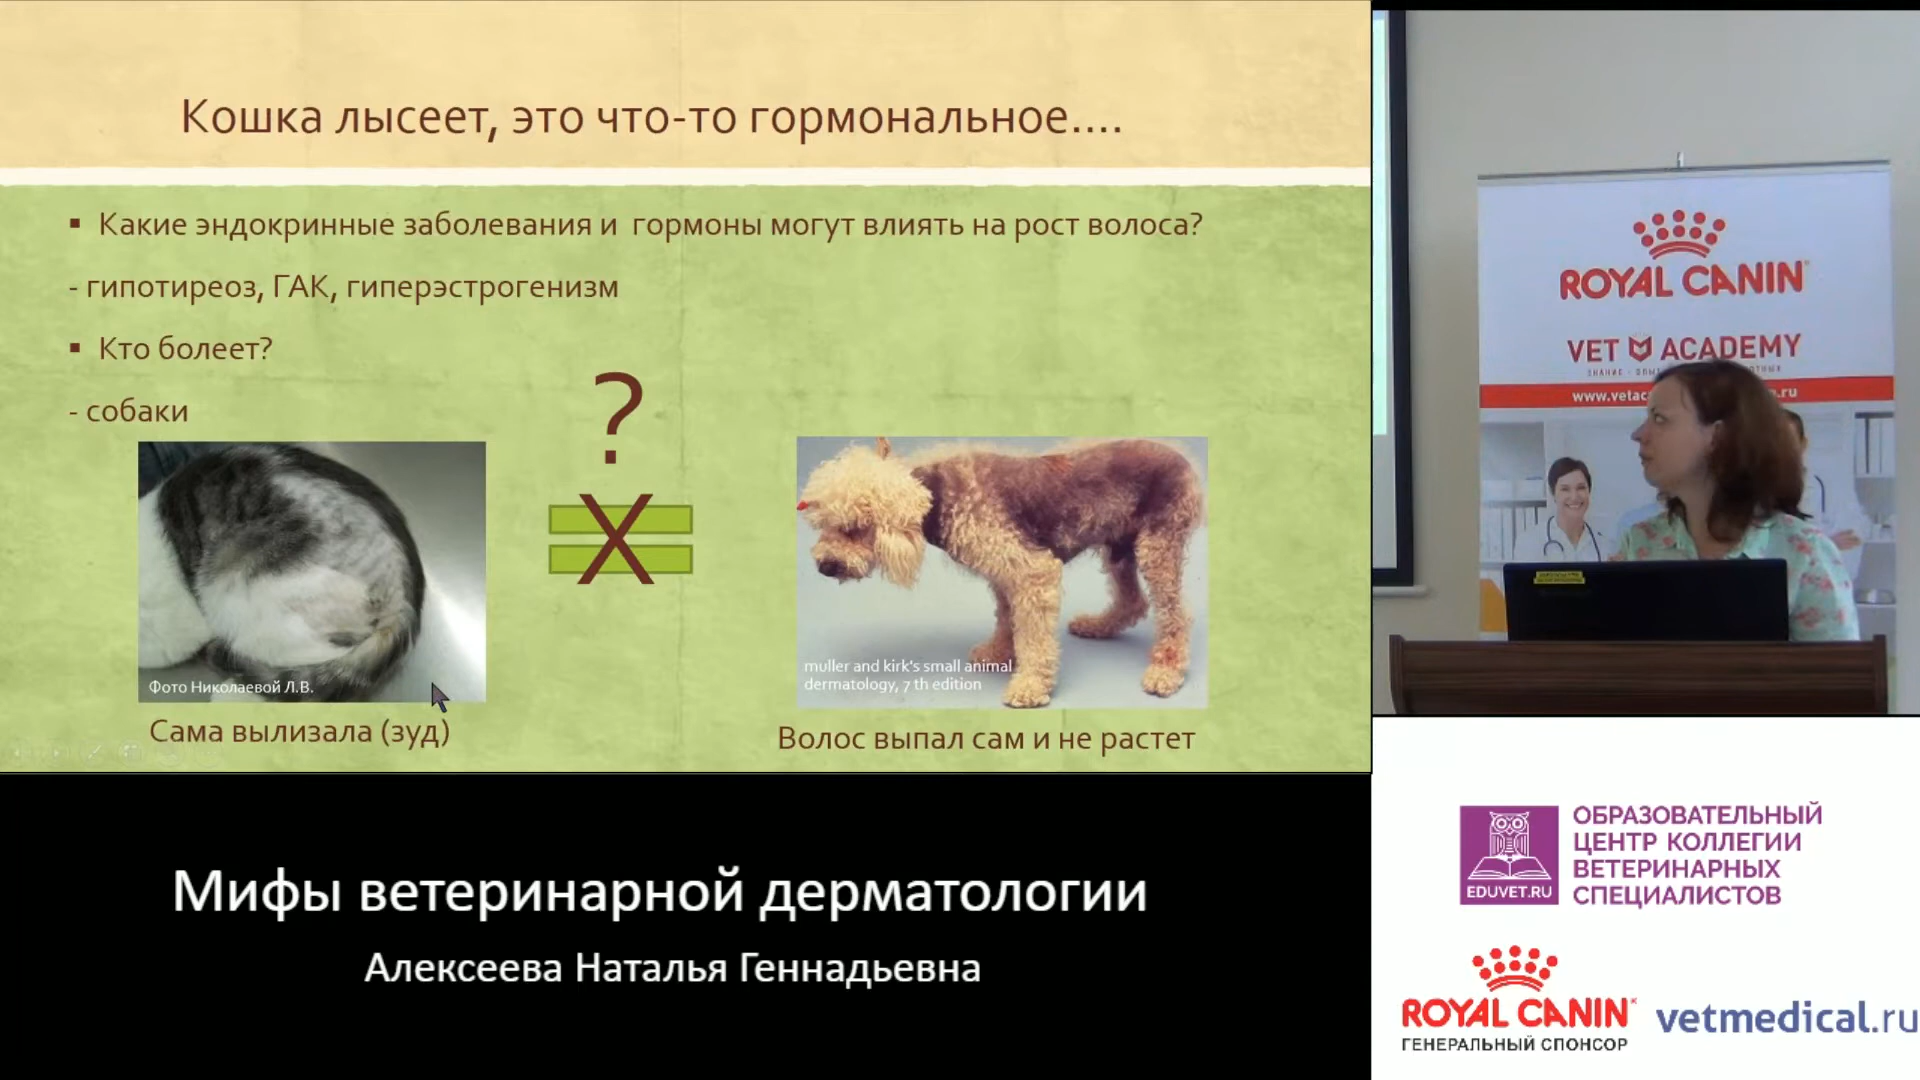 Кошка лысеет, это что-то гормональное....
▪ Какие эндокринные заболевания и гормоны могут влиять на рост волоса?
- гипотиреоз, ГАК, гиперэстрогенизм
▪ Кто болеет?
- собаки
?
X
Фото Николаевой Л.В.
muller and kirk's small animal
dermatology, 7 th edition
Сама вылизала (зуд)
Волос выпал сам и не растет
ROYAL CANIN
VET ACADEMY
Мифы ветеринарной дерматологии
Алексеева Наталья Геннадьевна
EDUVET.RU
ОБРАЗОВАТЕЛЬНЫЙ
ЦЕНТР КОЛЛЕГИИ
ВЕТЕРИНАРНЫХ
СПЕЦИАЛИСТОВ
ROYAL CANIN
ГЕНЕРАЛЬНЫЙ СПОНСОР
vetmedical.ru